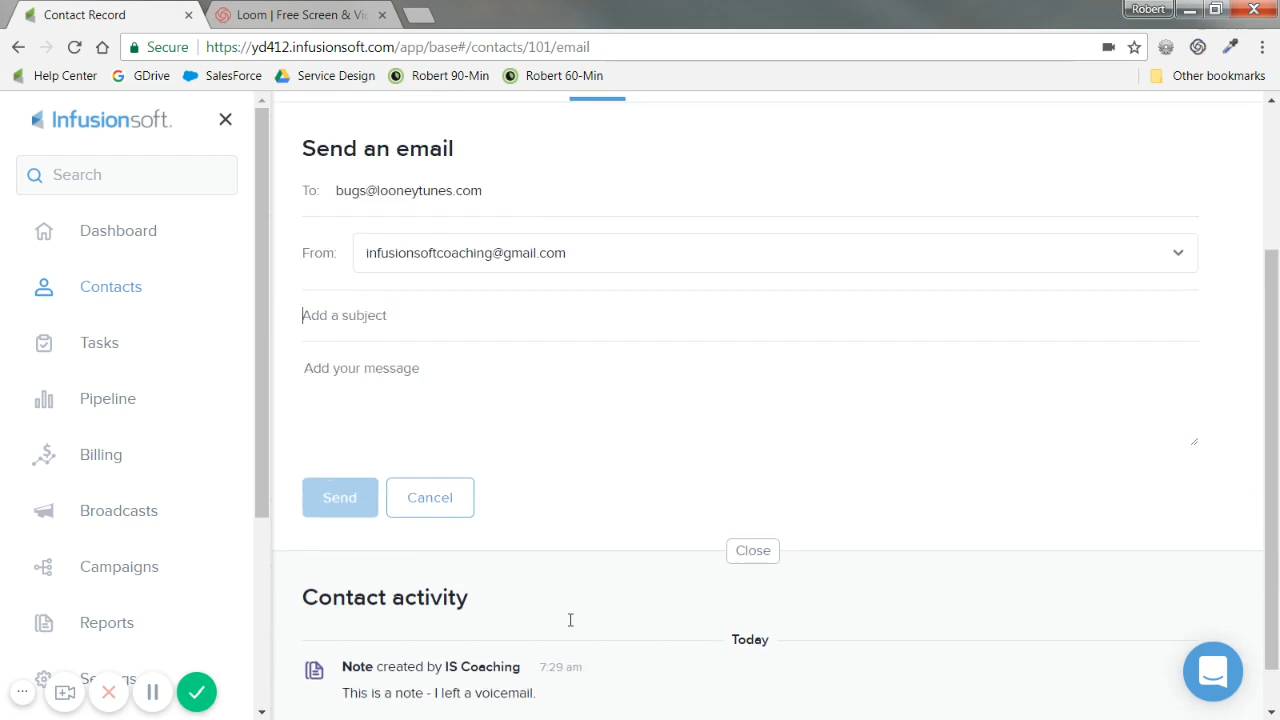 Contact Record
Loom | Free Screen & Vi
Robert
Secure
https://yd412.infusionsoft.com/app/base#/contacts/101/email
Help Center
GDrive
SalesForce
Service Design
Robert 90-Min
Robert 60-Min
Other bookmarks
Infusionsoft.
Search
Dashboard
Contacts
Tasks
Pipeline
Billing
Broadcasts
Campaigns
Reports
Settings
Send an email
To: bugs@looneytunes.com
From: infusionsoftcoaching@gmail.com
Add a subject
Add your message
Send
Cancel
Close
Contact activity
Today
Note created by IS Coaching 7:29 am
This is a note - I left a voicemail.